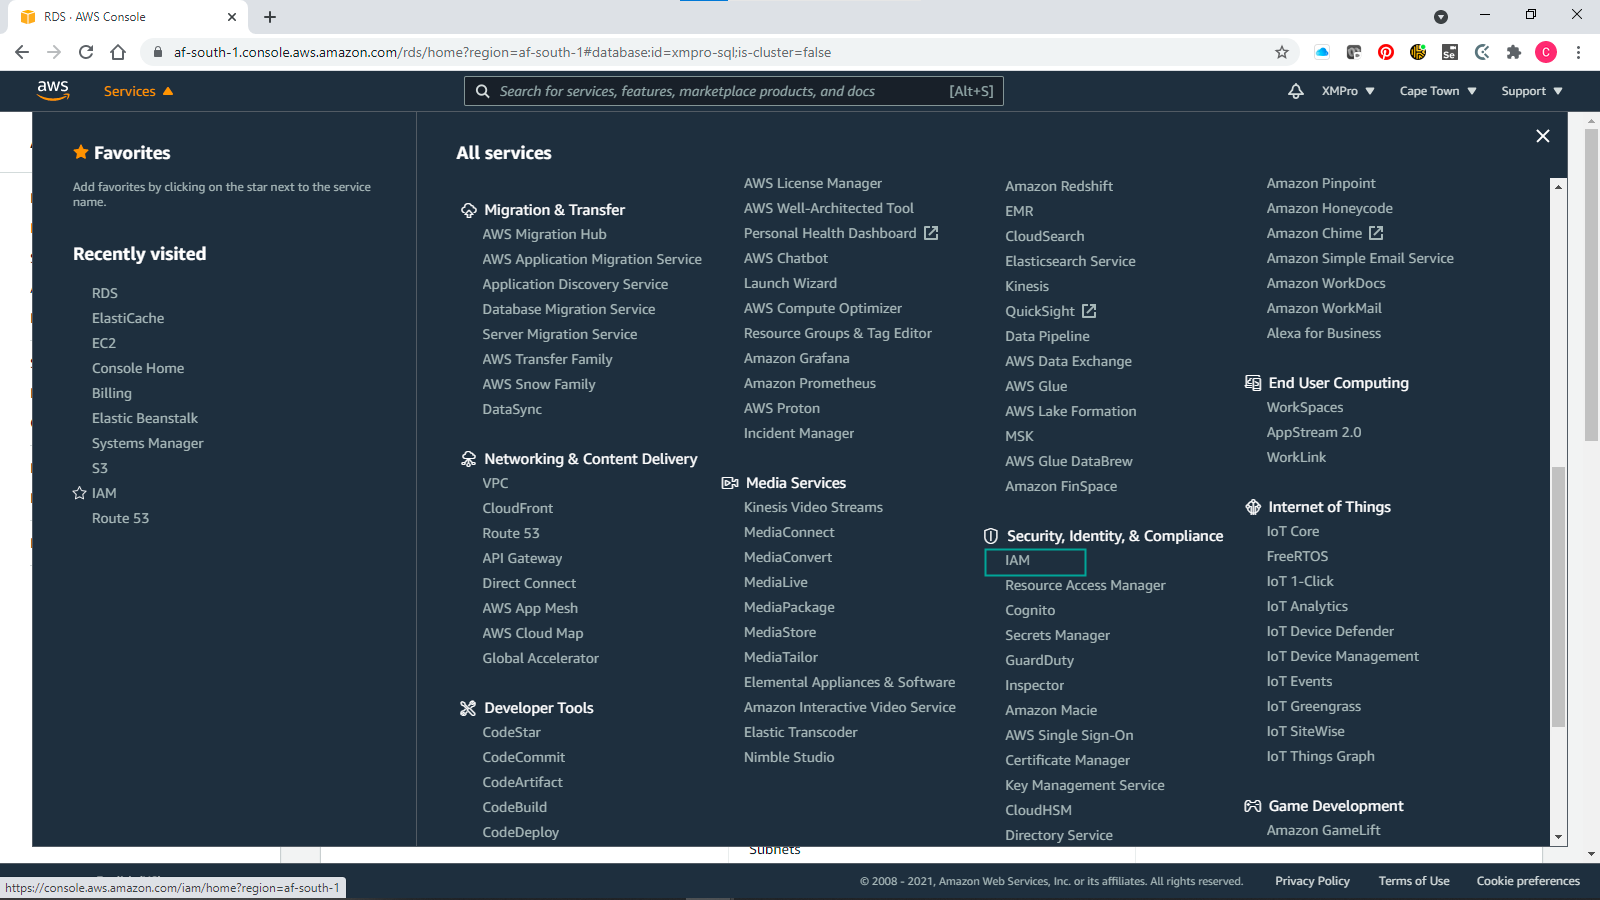 RDS · AWS Console
af-south-1.console.aws.amazon.com/rds/home?region=af-south-1#database:id=xmpro-sql;is-cluster=false
Se
C
aws
Services
Search for services, features, marketplace products, and docs
[Alt+S]
XMPro
Cape Town
Support
Favorites
Add favorites by clicking on the star next to the service
name.
Recently visited
RDS
ElastiCache
EC2
Console Home
Billing
Elastic Beanstalk
Systems Manager
S3
IAM
Route 53
All services
Migration & Transfer
AWS Migration Hub
AWS Application Migration Service
Application Discovery Service
Database Migration Service
Server Migration Service
AWS Transfer Family
AWS Snow Family
DataSync
Networking & Content Delivery
VPC
CloudFront
Route 53
API Gateway
Direct Connect
AWS App Mesh
AWS Cloud Map
Global Accelerator
Developer Tools
CodeStar
CodeCommit
CodeArtifact
CodeBuild
CodeDeploy
AWS License Manager
AWS Well-Architected Tool
Personal Health Dashboard
AWS Chatbot
Launch Wizard
AWS Compute Optimizer
Resource Groups & Tag Editor
Amazon Grafana
Amazon Prometheus
AWS Proton
Incident Manager
Media Services
Kinesis Video Streams
MediaConnect
MediaConvert
MediaLive
MediaPackage
MediaStore
MediaTailor
Elemental Appliances & Software
Amazon Interactive Video Service
Elastic Transcoder
Nimble Studio
Amazon Redshift
EMR
CloudSearch
Elasticsearch Service
Kinesis
QuickSight
Data Pipeline
AWS Data Exchange
AWS Glue
AWS Lake Formation
MSK
AWS Glue DataBrew
Amazon FinSpace
Security, Identity, & Compliance
IAM
Resource Access Manager
Cognito
Secrets Manager
GuardDuty
Inspector
Amazon Macie
AWS Single Sign-On
Certificate Manager
Key Management Service
CloudHSM
Directory Service
Amazon Pinpoint
Amazon Honeycode
Amazon Chime
Amazon Simple Email Service
Amazon WorkDocs
Amazon WorkMail
Alexa for Business
End User Computing
WorkSpaces
AppStream 2.0
WorkLink
Internet of Things
IoT Core
FreeRTOS
IoT 1-Click
IoT Analytics
IoT Device Defender
IoT Device Management
IoT Events
IoT Greengrass
IoT SiteWise
IoT Things Graph
Game Development
Amazon GameLift
Subnets
https://console.aws.amazon.com/iam/home?region=af-south-1
© 2008 - 2021, Amazon Web Services, Inc. or its affiliates. All rights reserved.
Privacy Policy
Terms of Use
Cookie preferences